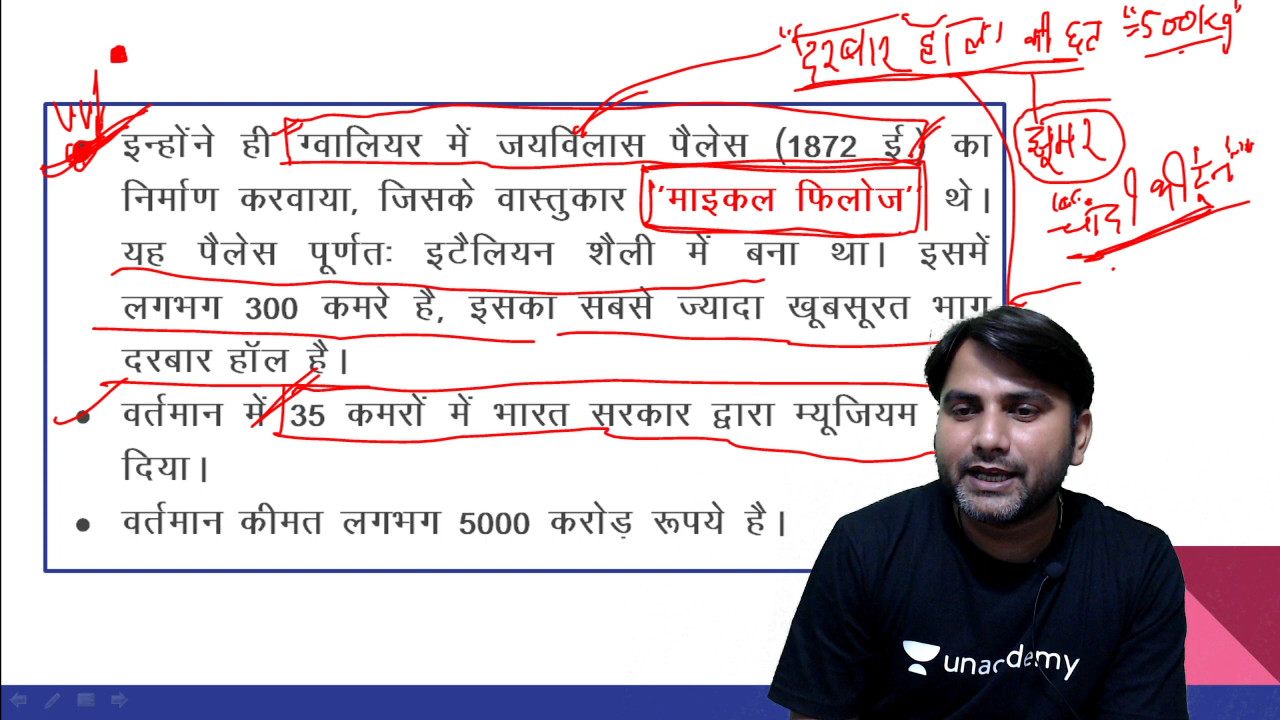 "दरबार हॉल" की छत "=500kg"
झूमर
चाँदी की ट्रेन
VVI
इन्होंने ही ग्वालियर में जयविलास पैलेस (1872 ई.) का
निर्माण करवाया, जिसके वास्तुकार "माइकल फिलोज" थे।
यह पैलेस पूर्णतः इटैलियन शैली में बना था। इसमें
लगभग 300 कमरे है, इसका सबसे ज्यादा खूबसूरत भाग
दरबार हॉल है।
वर्तमान में 35 कमरों में भारत सरकार द्वारा म्यूजियम
दिया।
वर्तमान कीमत लगभग 5000 करोड़ रूपये है।
unacademy